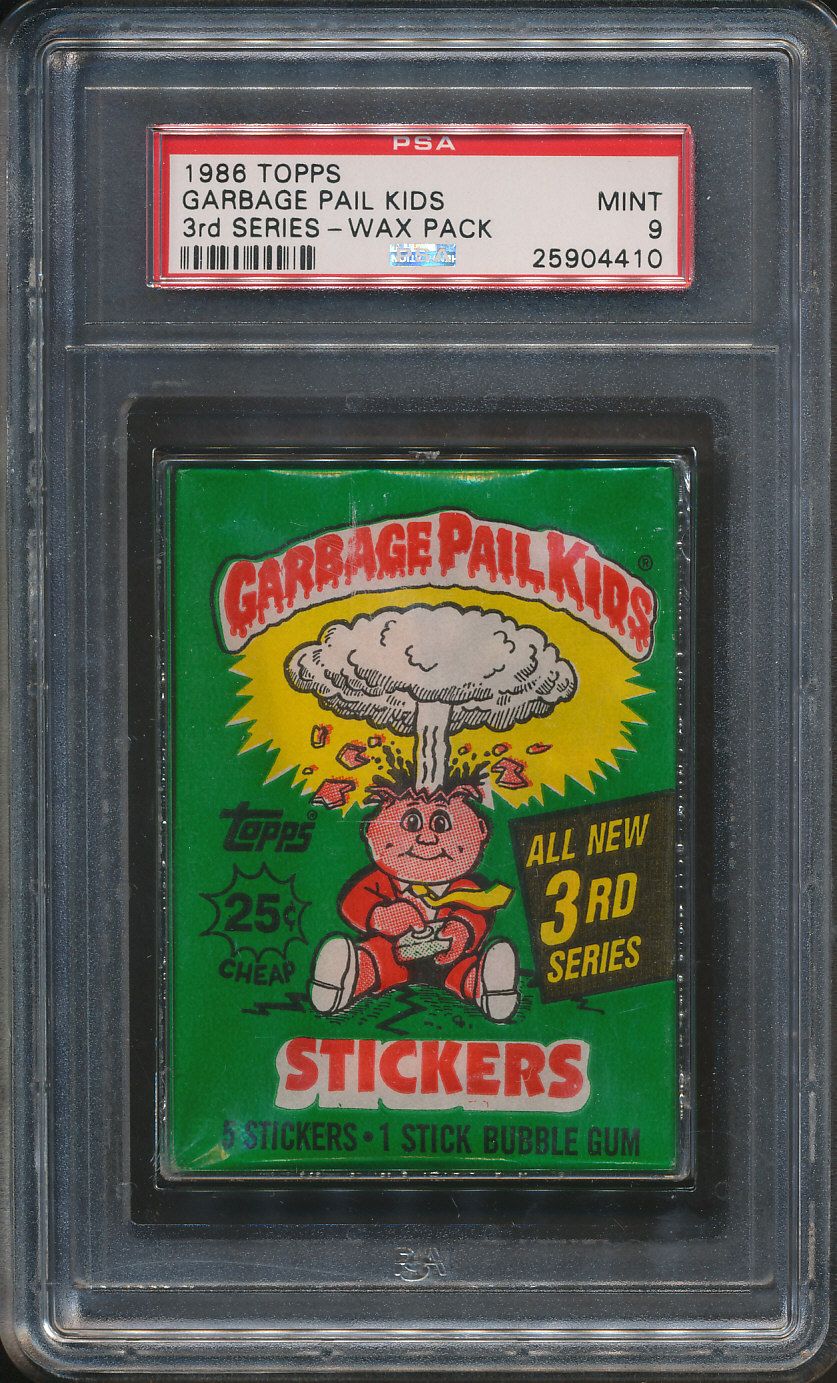 PSA
1986 TOPPS
GARBAGE PAIL KIDS MINT
3rd SERIES - WAX PACK 9
25904410
GARBAGE PAIL KIDS ®
TOPPS ®
25¢
CHEAP
ALL NEW
3RD
SERIES
STICKERS
5 STICKERS • 1 STICK BUBBLE GUM
PSA